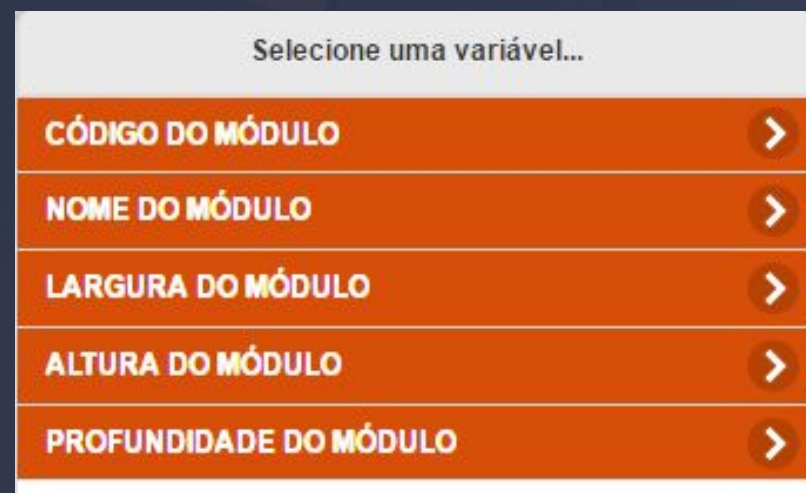 Selecione uma variável...
CÓDIGO DO MÓDULO
NOME DO MÓDULO
LARGURA DO MÓDULO
ALTURA DO MÓDULO
PROFUNDIDADE DO MÓDULO